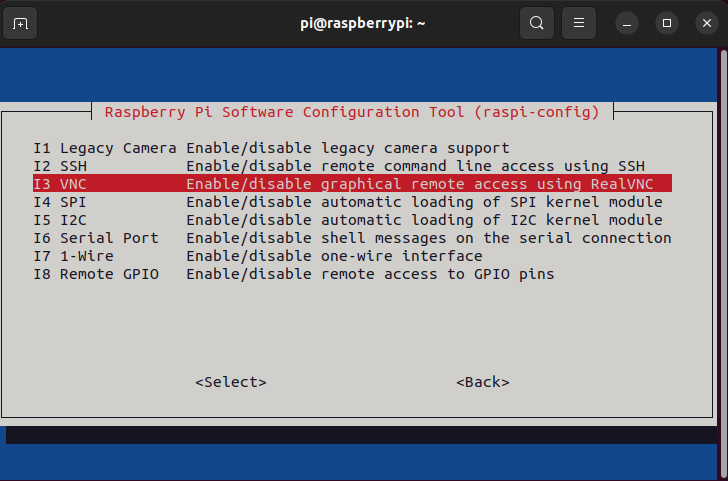 pi@raspberrypi: ~
Raspberry Pi Software Configuration Tool (raspi-config)
I1 Legacy Camera Enable/disable legacy camera support
I2 SSH Enable/disable remote command line access using SSH
I3 VNC Enable/disable graphical remote access using RealVNC
I4 SPI Enable/disable automatic loading of SPI kernel module
I5 I2C Enable/disable automatic loading of I2C kernel module
I6 Serial Port Enable/disable shell messages on the serial connection
I7 1-Wire Enable/disable one-wire interface
I8 Remote GPIO Enable/disable remote access to GPIO pins
<Select> <Back>